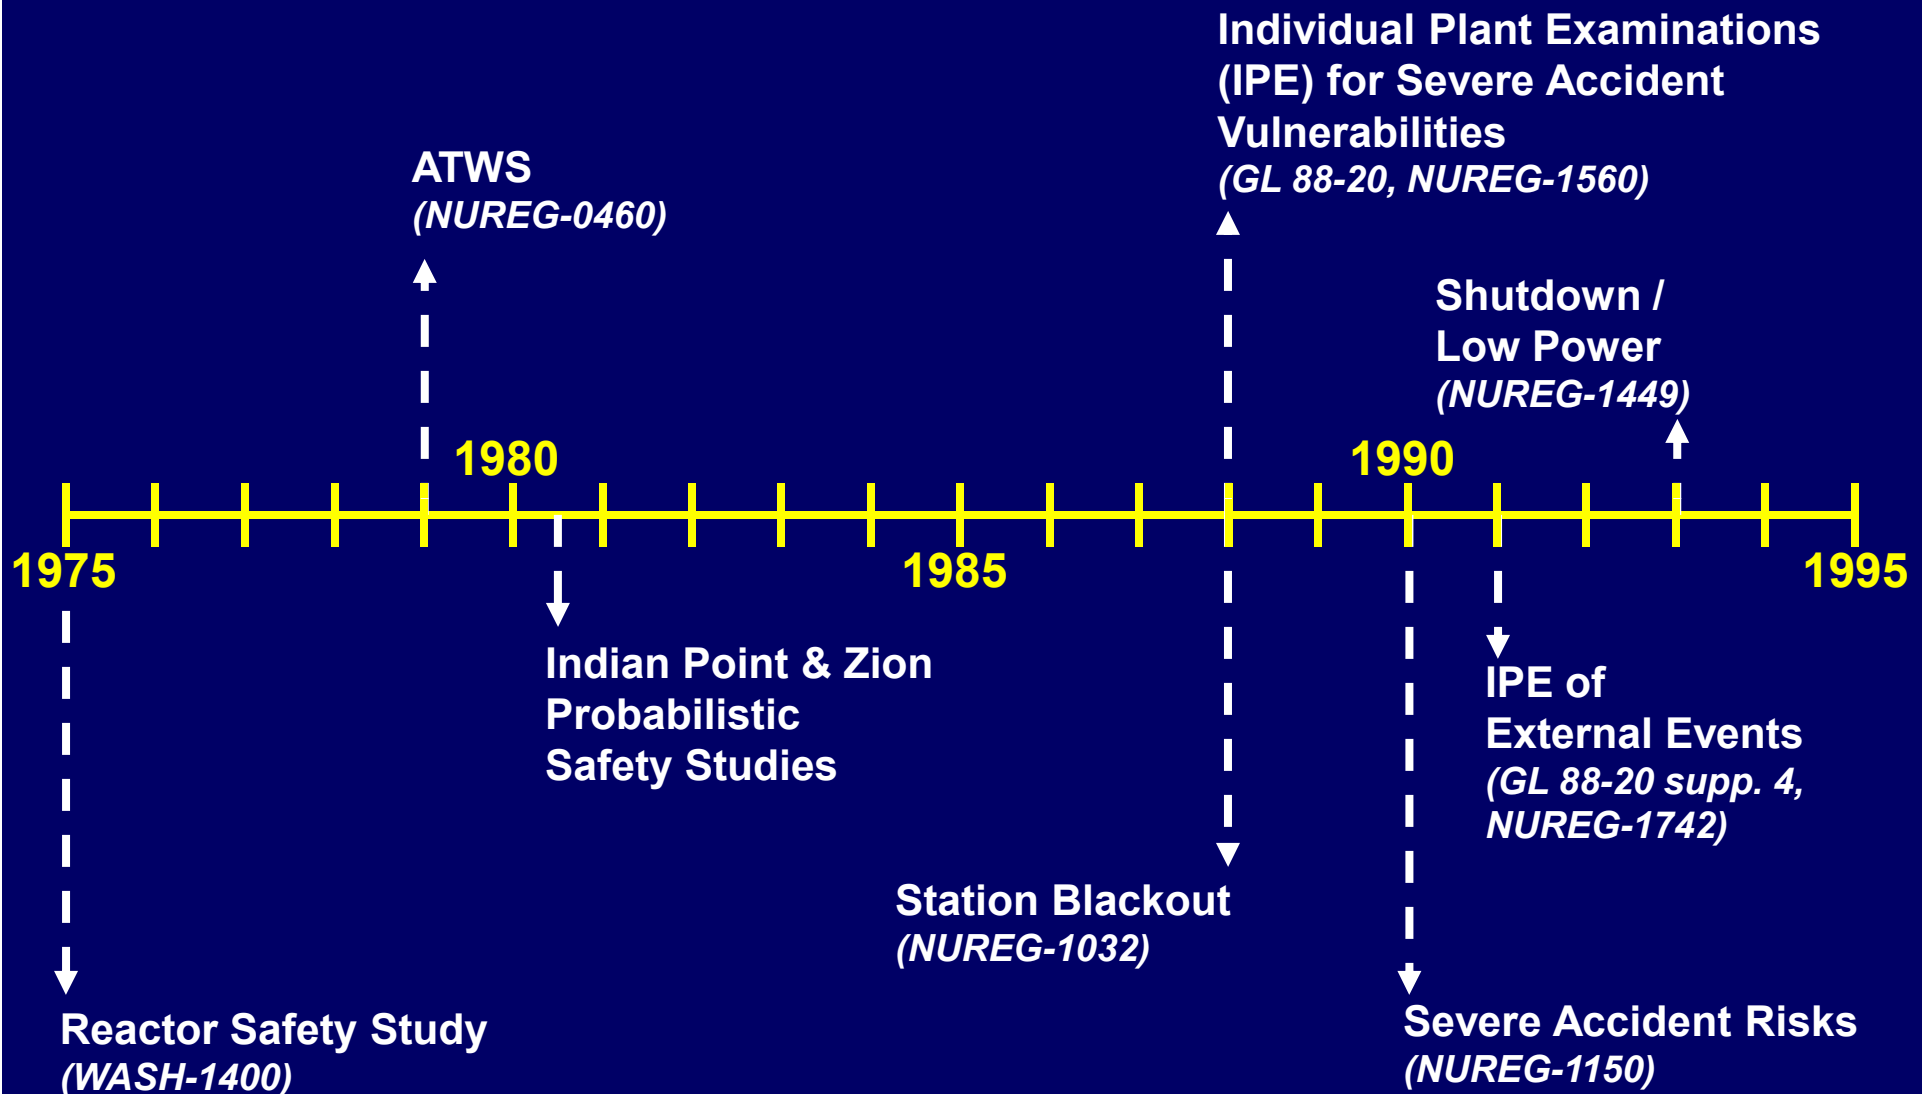 Individual Plant Examinations
(IPE) for Severe Accident
Vulnerabilities
(GL 88-20, NUREG-1560)
ATWS
(NUREG-0460)
Shutdown /
Low Power
(NUREG-1449)
1980
1990
1975
1985
1995
Indian Point & Zion
Probabilistic
Safety Studies
IPE of
External Events
(GL 88-20 supp. 4,
NUREG-1742)
Station Blackout
(NUREG-1032)
Reactor Safety Study
(WASH-1400)
Severe Accident Risks
(NUREG-1150)